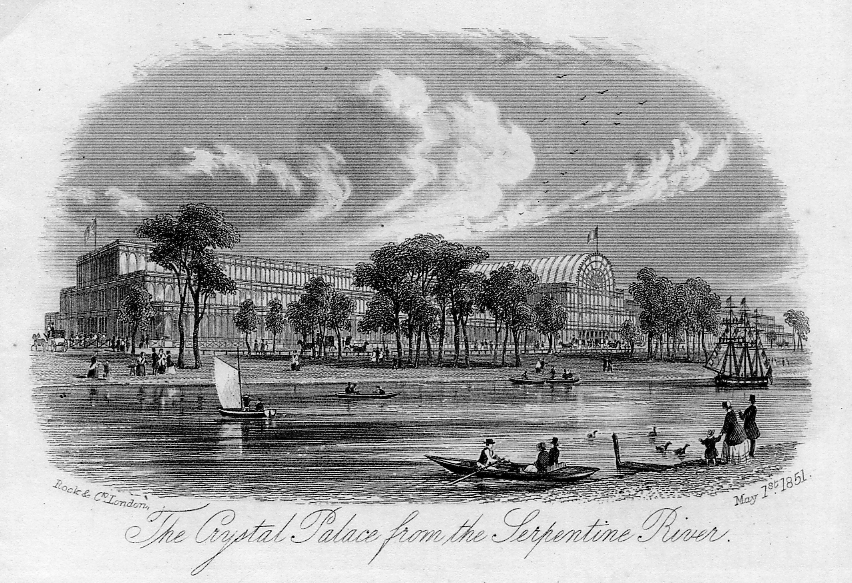 Rock & Co. London,
May 1st 1851.
The Crystal Palace from the Serpentine River.